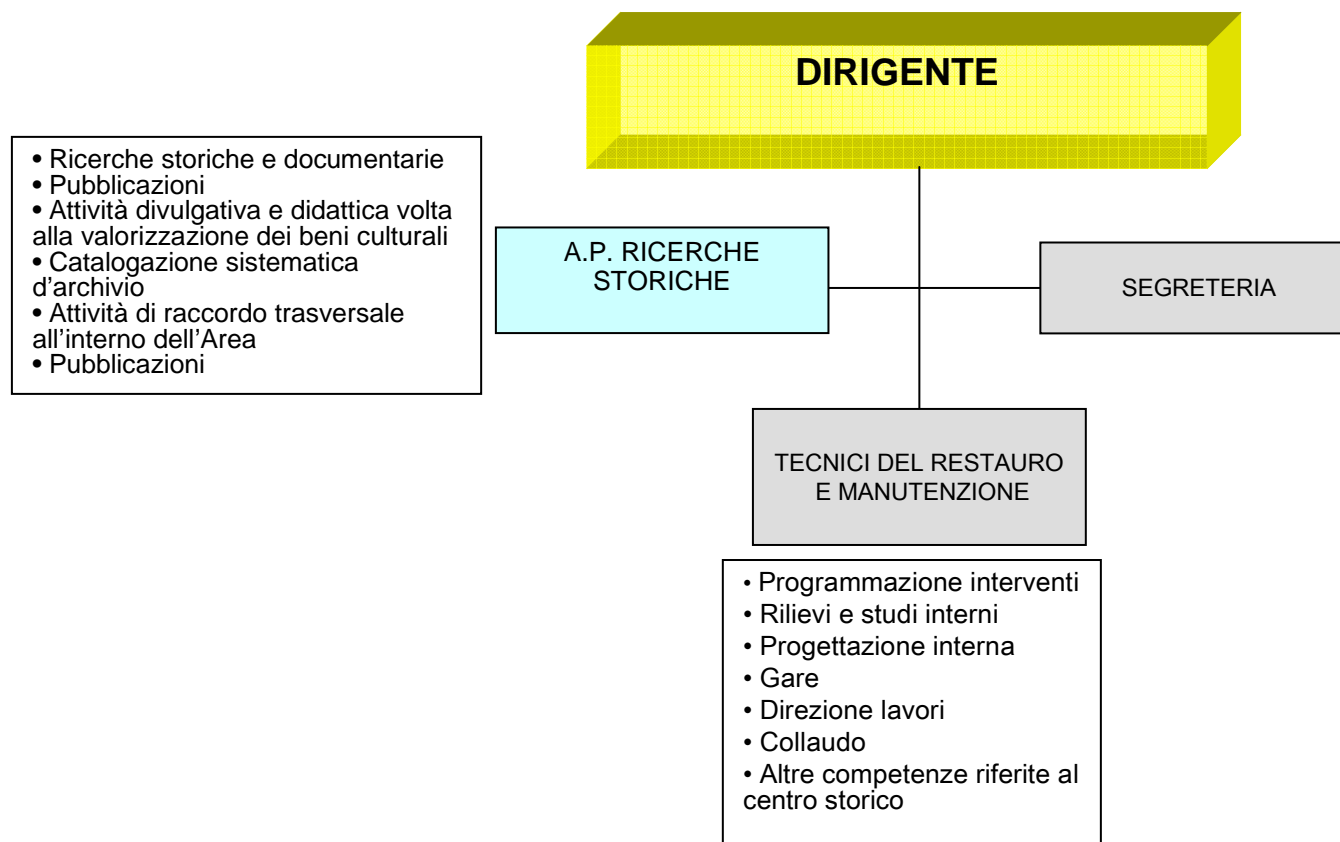 DIRIGENTE
• Ricerche storiche e documentarie
• Pubblicazioni
• Attività divulgativa e didattica volta
alla valorizzazione dei beni culturali
• Catalogazione sistematica
d’archivio
• Attività di raccordo trasversale
all’interno dell’Area
• Pubblicazioni
A.P. RICERCHE
STORICHE
SEGRETERIA
TECNICI DEL RESTAURO
E MANUTENZIONE
• Programmazione interventi
• Rilievi e studi interni
• Progettazione interna
• Gare
• Direzione lavori
• Collaudo
• Altre competenze riferite al
centro storico